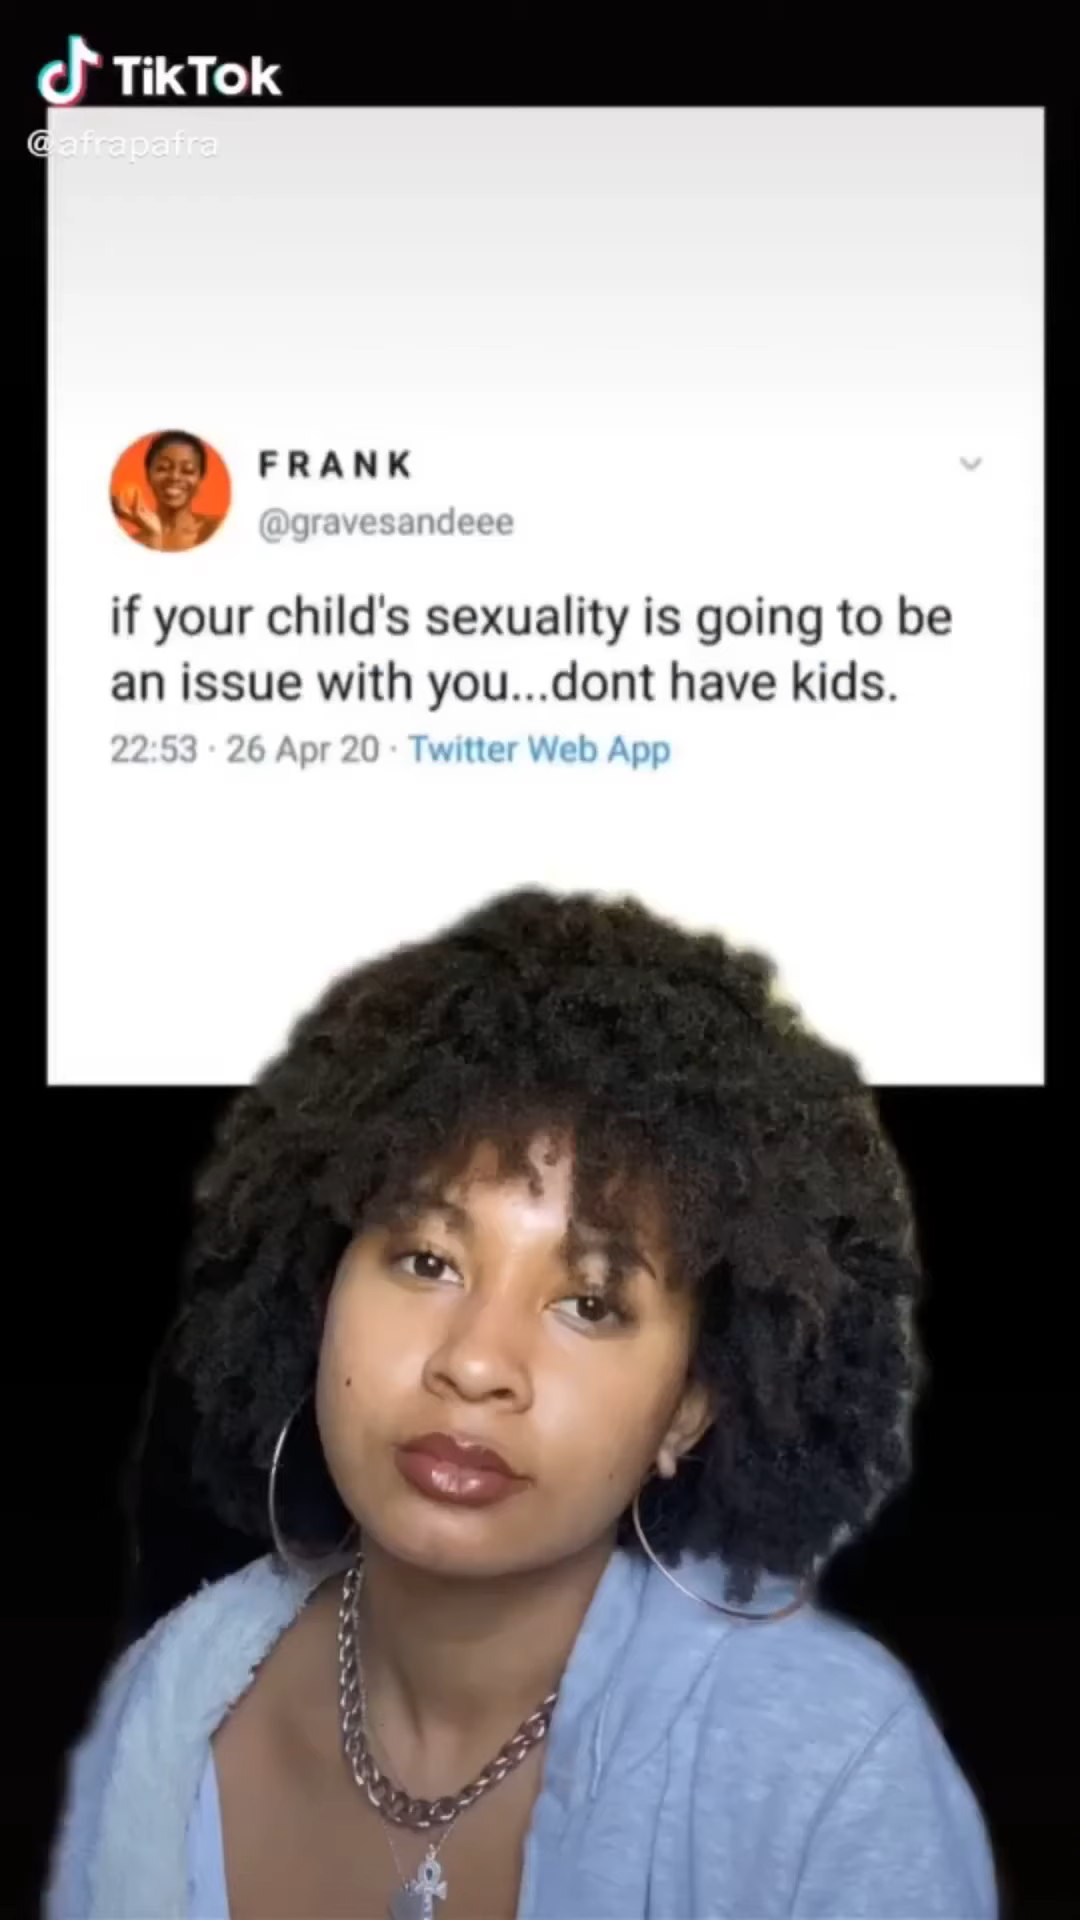 TikTok
@afrapafra
FRANK
@gravesandeee
if your child's sexuality is going to be
an issue with you...dont have kids.
22:53 · 26 Apr 20 · Twitter Web App